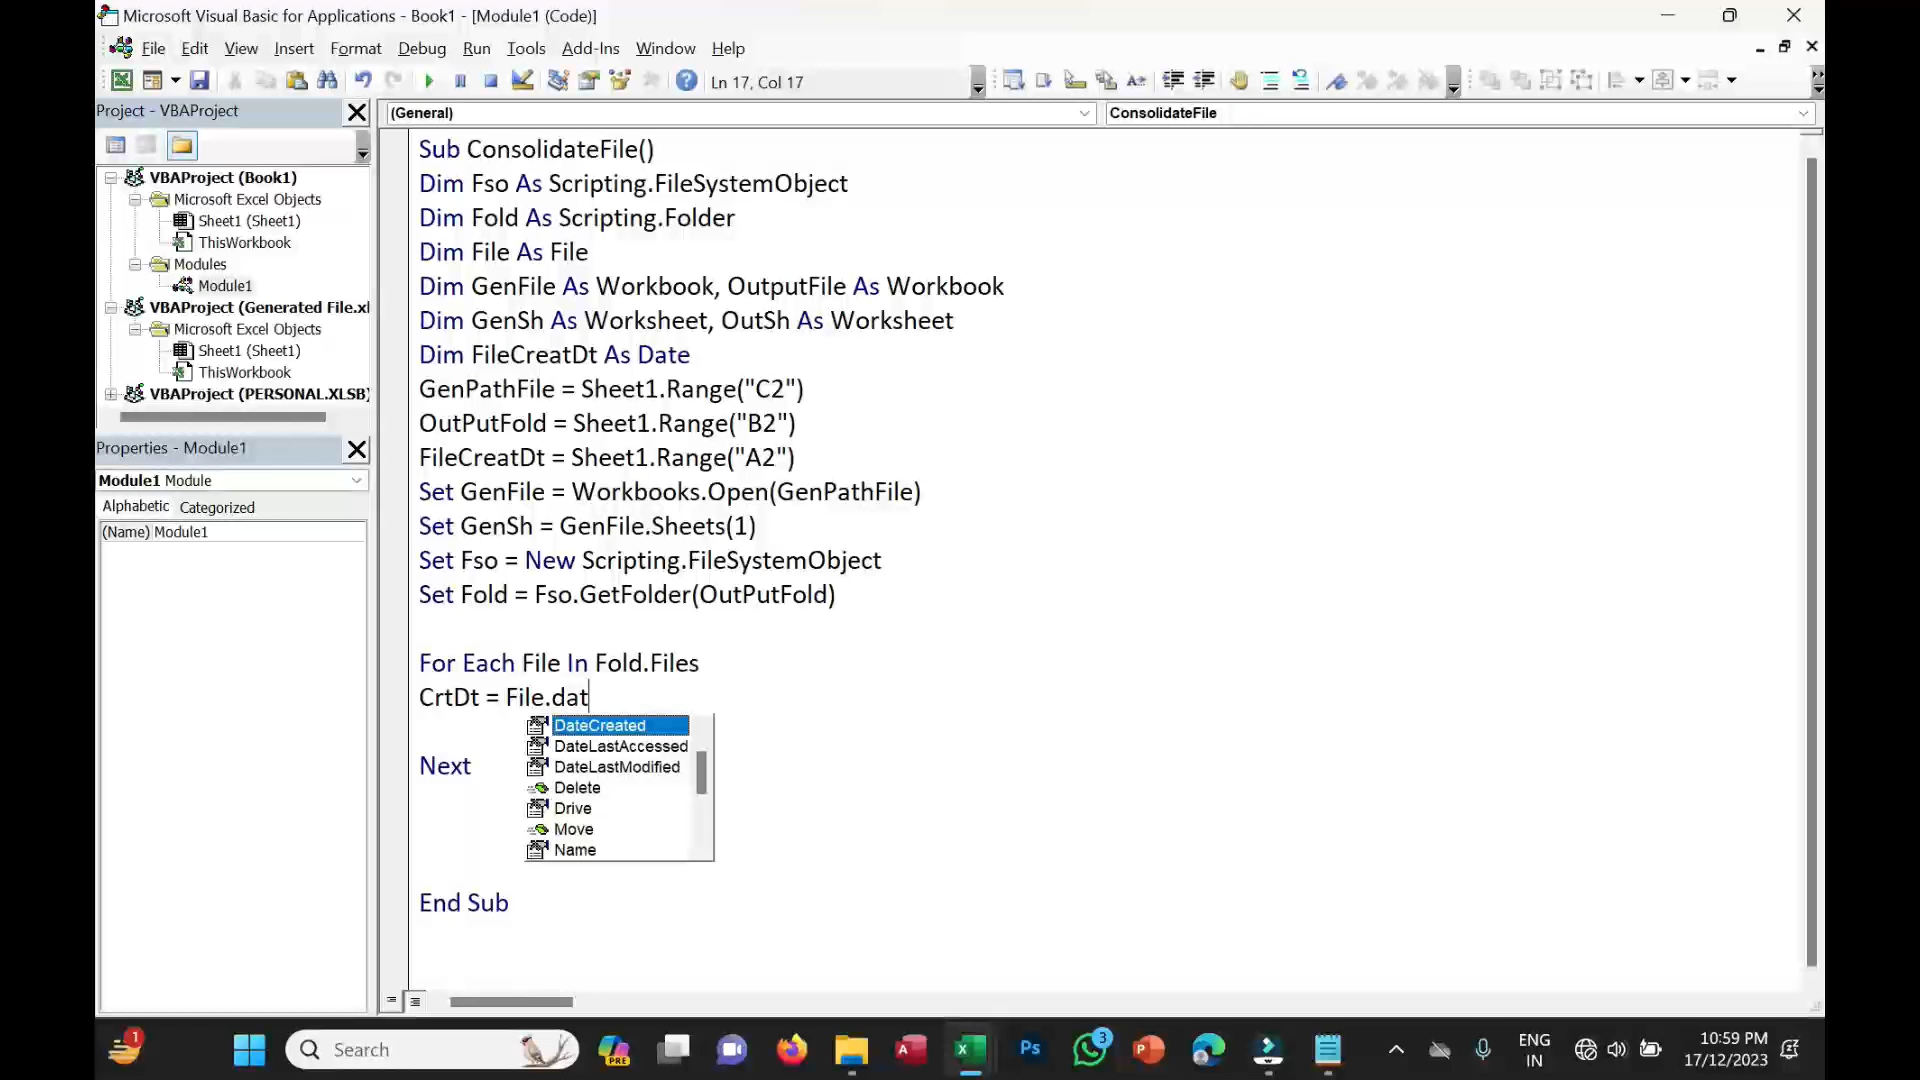 Microsoft Visual Basic for Applications - Book1 - [Module1 (Code)]
File Edit View Insert Format Debug Run Tools Add-Ins Window Help
Ln 17, Col 17
Project - VBAProject
(General)
ConsolidateFile
VBAProject (Book1)
Microsoft Excel Objects
Sheet1 (Sheet1)
ThisWorkbook
Modules
Module1
VBAProject (Generated File.xl
Microsoft Excel Objects
Sheet1 (Sheet1)
ThisWorkbook
VBAProject (PERSONAL.XLSB)
Properties - Module1
Module1 Module
Alphabetic Categorized
(Name) Module1
Sub ConsolidateFile()
Dim Fso As Scripting.FileSystemObject
Dim Fold As Scripting.Folder
Dim File As File
Dim GenFile As Workbook, OutputFile As Workbook
Dim GenSh As Worksheet, OutSh As Worksheet
Dim FileCreatDt As Date
GenPathFile = Sheet1.Range("C2")
OutPutFold = Sheet1.Range("B2")
FileCreatDt = Sheet1.Range("A2")
Set GenFile = Workbooks.Open(GenPathFile)
Set GenSh = GenFile.Sheets(1)
Set Fso = New Scripting.FileSystemObject
Set Fold = Fso.GetFolder(OutPutFold)
For Each File In Fold.Files
CrtDt = File.dat
DateCreated
DateLastAccessed
DateLastModified
Delete
Drive
Move
Name
Next
End Sub
1
Search
PRE
A
X
Ps
3
P
ENG
IN
10:59 PM
17/12/2023